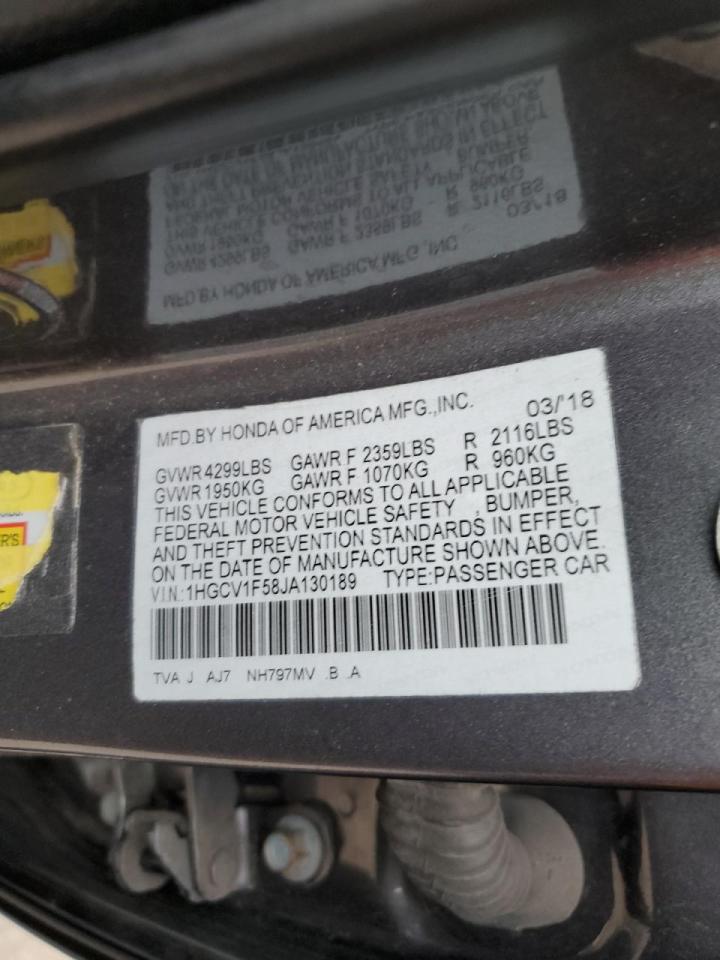 MFD.BY HONDA OF AMERICA MFG.,INC. 03/'18
GVWR 4299LBS GAWR F 2359LBS R 2116LBS
GVWR 1950KG GAWR F 1070KG R 960KG
THIS VEHICLE CONFORMS TO ALL APPLICABLE
FEDERAL MOTOR VEHICLE SAFETY , BUMPER,
AND THEFT PREVENTION STANDARDS IN EFFECT
ON THE DATE OF MANUFACTURE SHOWN ABOVE.
V.I.N.:1HGCV1F58JA130189 TYPE:PASSENGER CAR
TVA J AJ7 NH797MV .B .A